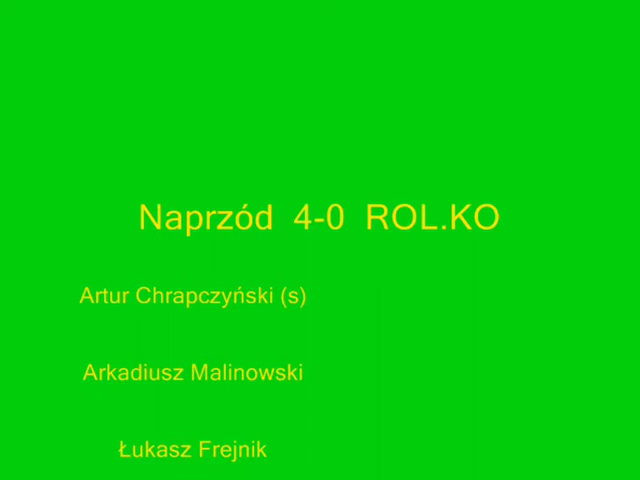 Naprzód 4-0 ROL.KO
Artur Chrapczyński (s)
Arkadiusz Malinowski
Łukasz Frejnik